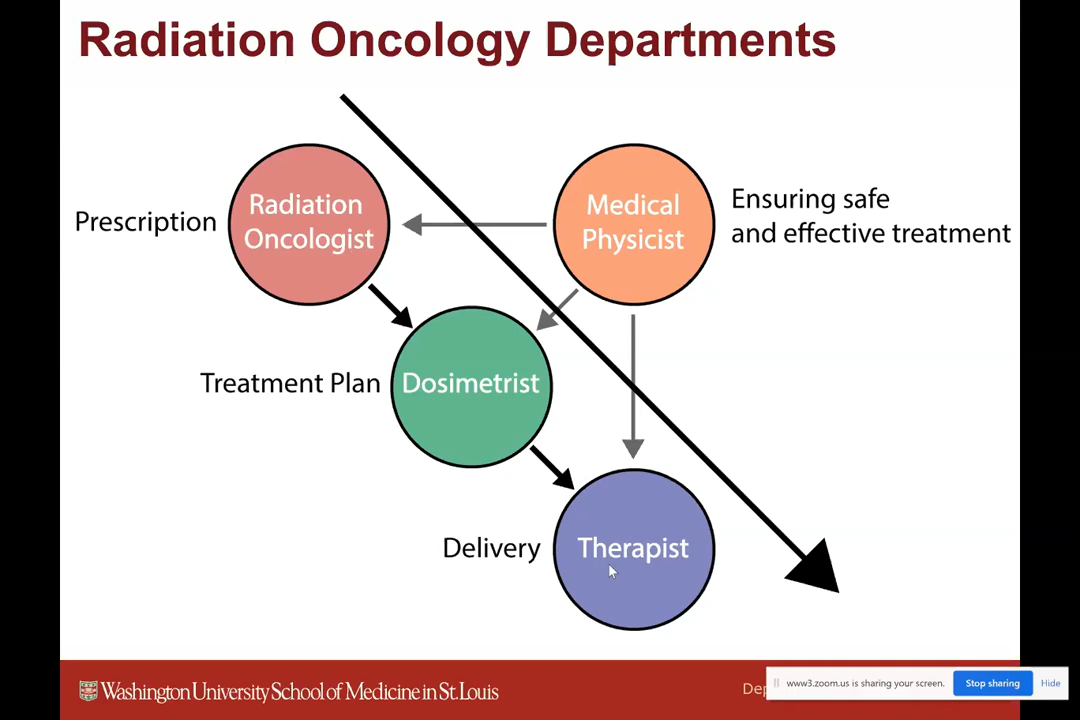 Radiation Oncology Departments
Prescription
Radiation
Oncologist
Medical
Physicist
Ensuring safe
and effective treatment
Treatment Plan
Dosimetrist
Delivery
Therapist
Washington University School of Medicine in St. Louis
www3.zoom.us is sharing your screen.
Stop sharing
Hide